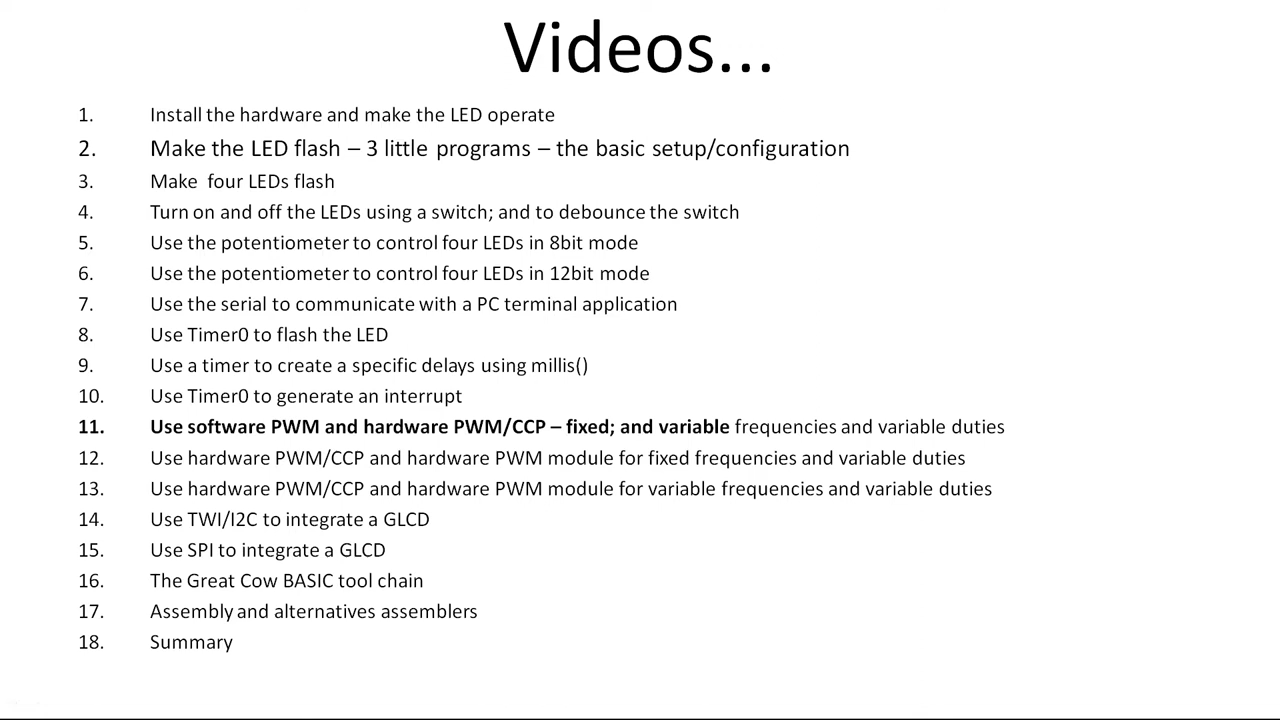 Videos...
1. Install the hardware and make the LED operate
2. Make the LED flash – 3 little programs – the basic setup/configuration
3. Make four LEDs flash
4. Turn on and off the LEDs using a switch; and to debounce the switch
5. Use the potentiometer to control four LEDs in 8bit mode
6. Use the potentiometer to control four LEDs in 12bit mode
7. Use the serial to communicate with a PC terminal application
8. Use Timer0 to flash the LED
9. Use a timer to create a specific delays using millis()
10. Use Timer0 to generate an interrupt
11. Use software PWM and hardware PWM/CCP – fixed; and variable frequencies and variable duties
12. Use hardware PWM/CCP and hardware PWM module for fixed frequencies and variable duties
13. Use hardware PWM/CCP and hardware PWM module for variable frequencies and variable duties
14. Use TWI/I2C to integrate a GLCD
15. Use SPI to integrate a GLCD
16. The Great Cow BASIC tool chain
17. Assembly and alternatives assemblers
18. Summary